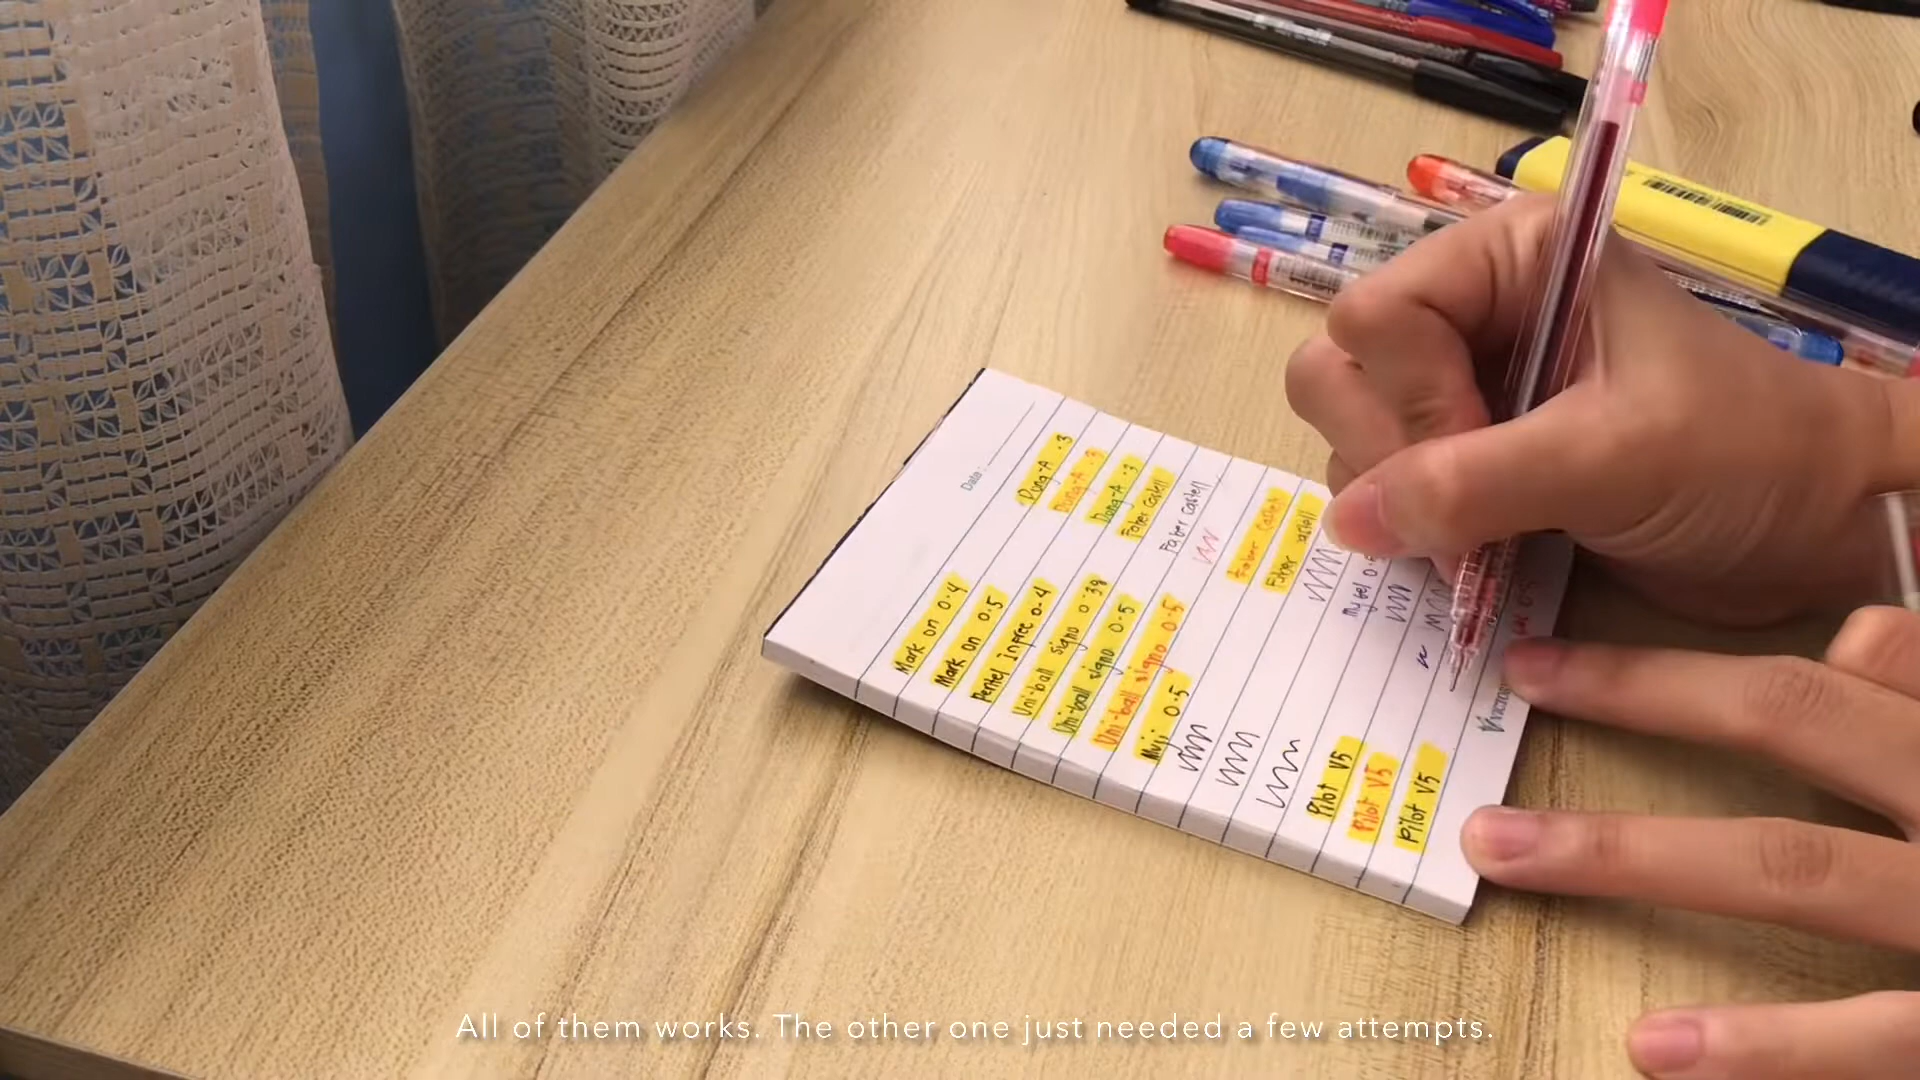 Date:
Mark on 0.4
Mark on 0.5
Pentel Infree 0.4
Uni-ball signo 0.38
Uni-ball signo 0.5
Uni-ball signo 0.5
Muji 0.5
Pilot V5
Pilot V5
Pilot V5
Dong-A .3
Dong-A .3
Dong-A .3
Faber Castell
Faber Castell
Faber Castell
Faber Castell
My Gel
All of them works. The other one just needed a few attempts.